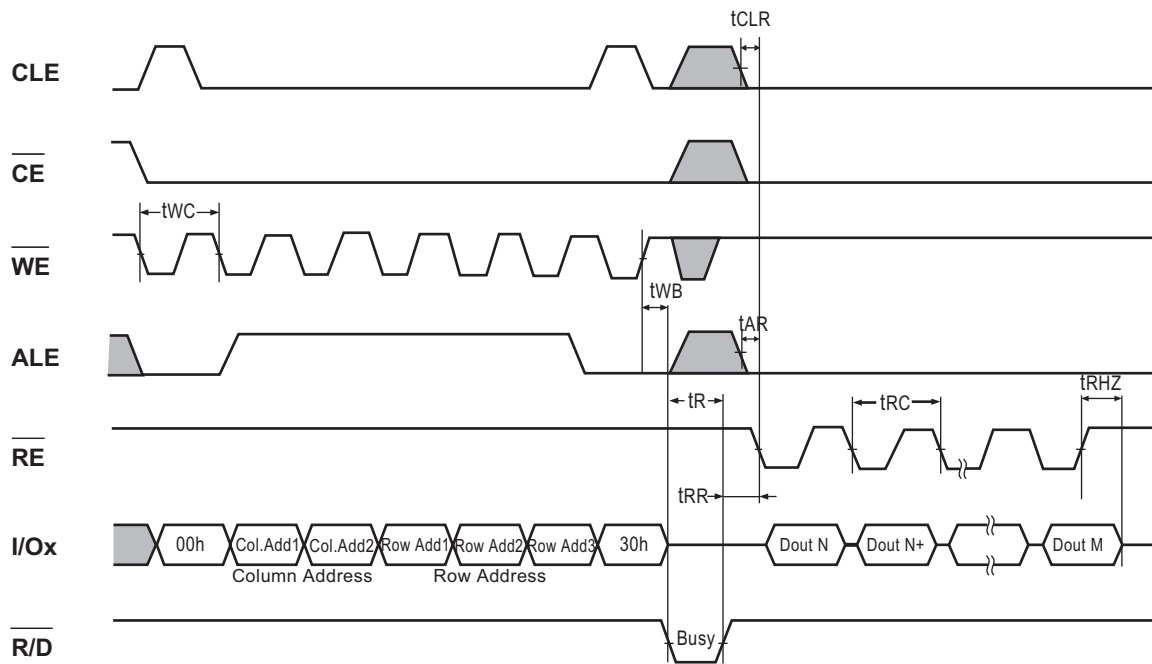 tCLR
CLE
CE
tWC
WE
tWB
tAR
ALE
tR
tRC
tRHZ
RE
tRR
I/Ox
00h
Col.Add1
Col.Add2
Row Add1
Row Add2
Row Add3
30h
Dout N
Dout N+
Dout M
Column Address
Row Address
Busy
R/D